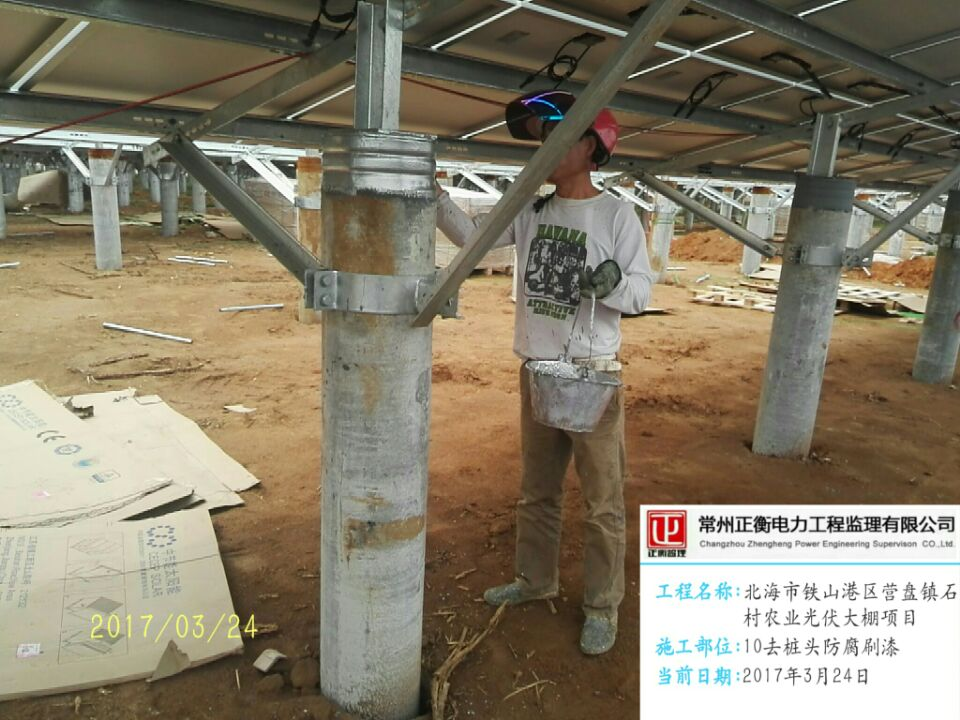 HAVANA
ATTRACTIVE
CE
2017/03/24
正衡监理
常州正衡电力工程监理有限公司
Changzhou Zhengheng Power Engineering Supervison CO.,Ltd.
工程名称:北海市铁山港区营盘镇石
村农业光伏大棚项目
施工部位:10去桩头防腐刷漆
当前日期:2017年3月24日